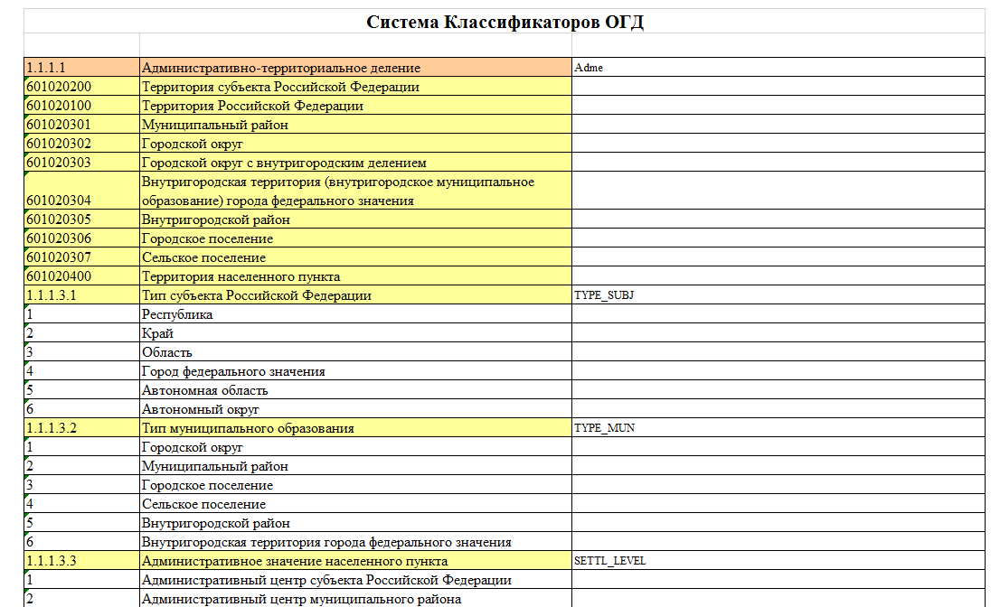 Система Классификаторов ОГД
1.1.1.1 Административно-территориальное деление Adme
601020200 Территория субъекта Российской Федерации
601020100 Территория Российской Федерации
601020301 Муниципальный район
601020302 Городской округ
601020303 Городской округ с внутригородским делением
Внутригородская территория (внутригородское муниципальное
601020304 образование) города федерального значения
601020305 Внутригородской район
601020306 Городское поселение
601020307 Сельское поселение
601020400 Территория населенного пункта
1.1.1.3.1 Тип субъекта Российской Федерации TYPE_SUBJ
1 Республика
2 Край
3 Область
4 Город федерального значения
5 Автономная область
6 Автономный округ
1.1.1.3.2 Тип муниципального образования TYPE_MUN
1 Городской округ
2 Муниципальный район
3 Городское поселение
4 Сельское поселение
5 Внутригородской район
6 Внутригородская территория города федерального значения
1.1.1.3.3 Административное значение населенного пункта SETTL_LEVEL
1 Административный центр субъекта Российской Федерации
2 Административный центр муниципального района